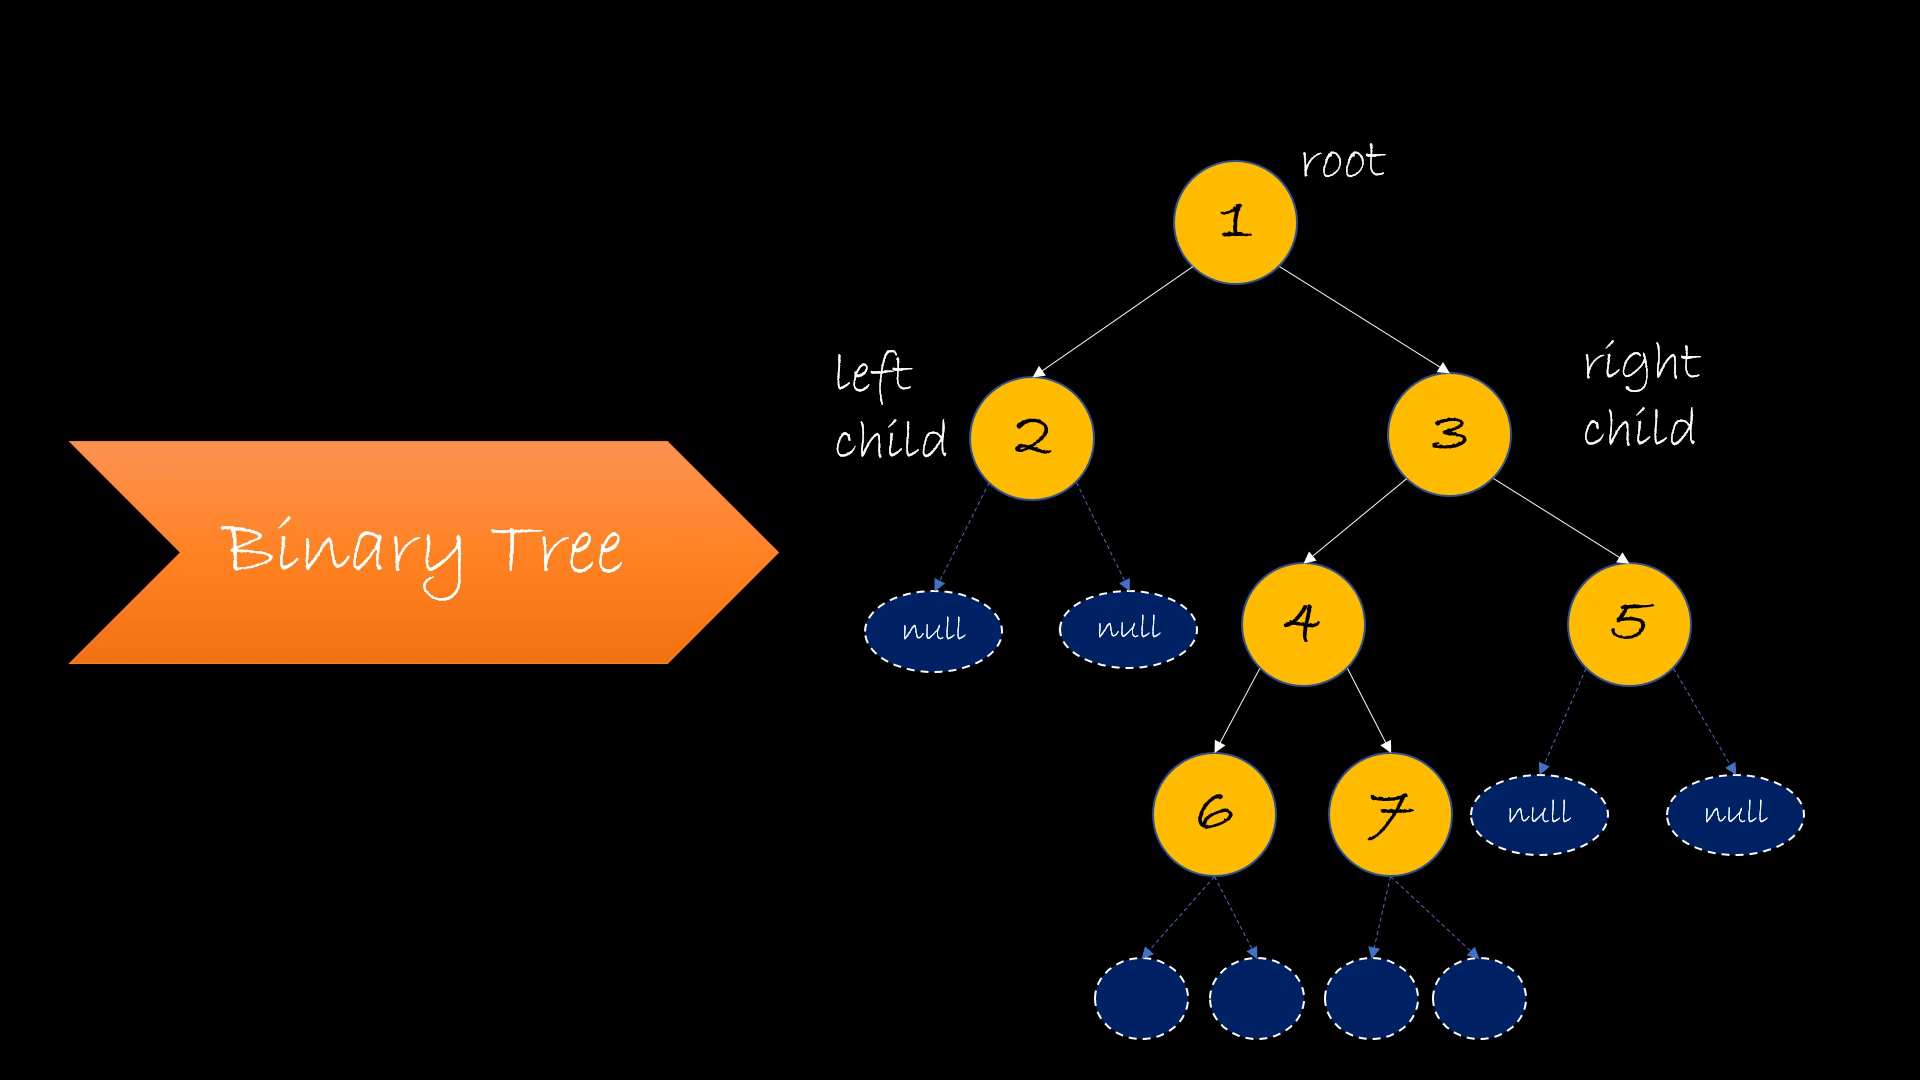 root
1
left
child
2
3
right
child
Binary Tree
null
null
4
5
6
7
null
null